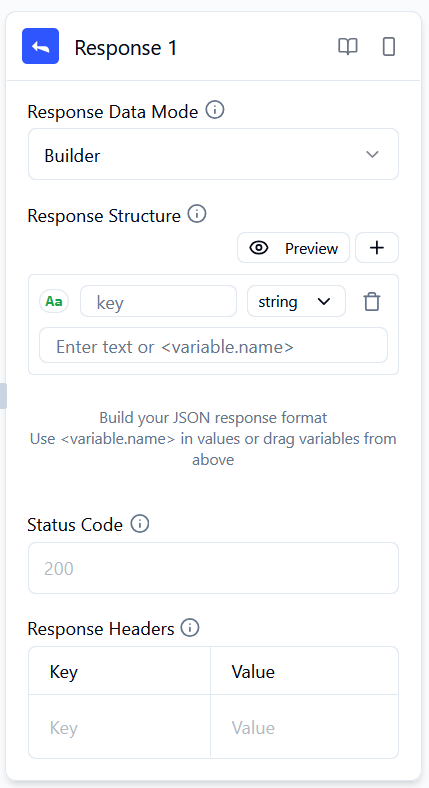 Response 1
Response Data Mode
Builder
Response Structure
Preview
Aa key string
Enter text or <variable.name>
Build your JSON response format
Use <variable.name> in values or drag variables from
above
Status Code
200
Response Headers
Key Value
Key Value